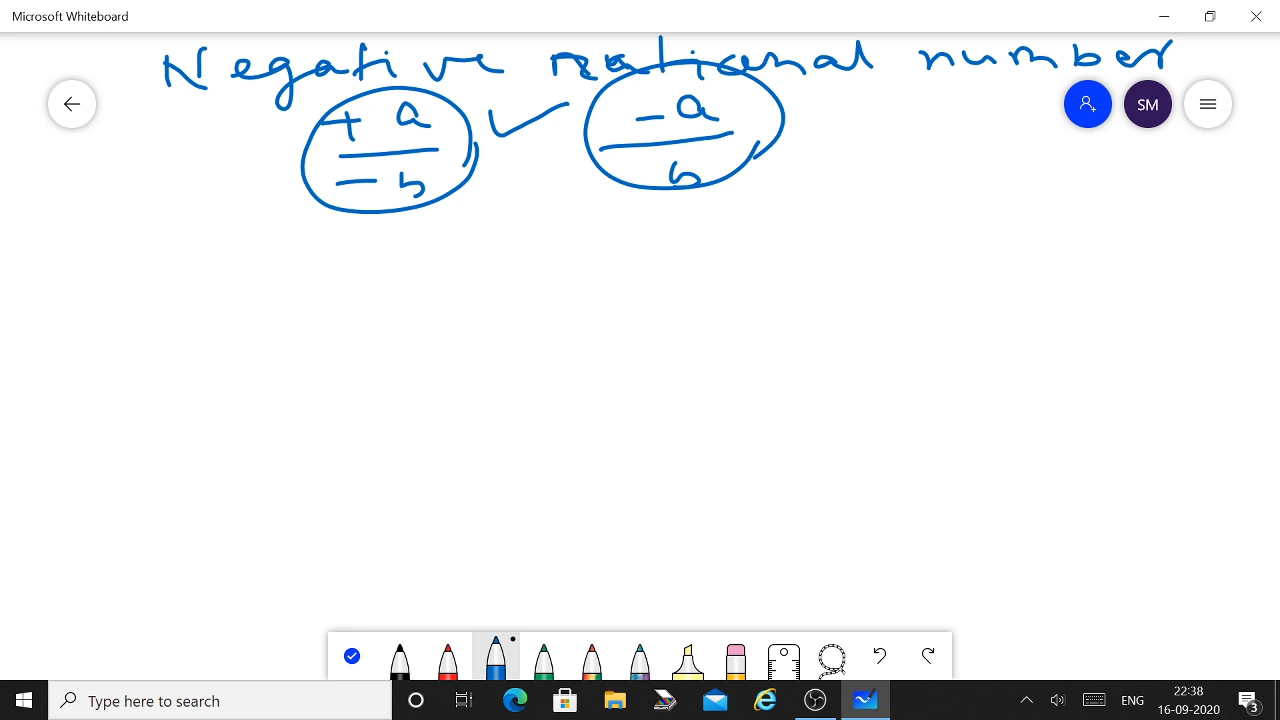 Microsoft Whiteboard
Negative rational number
+a/-b ✓ -a/b
SM
Type here to search
ENG
22:38
16-09-2020
3